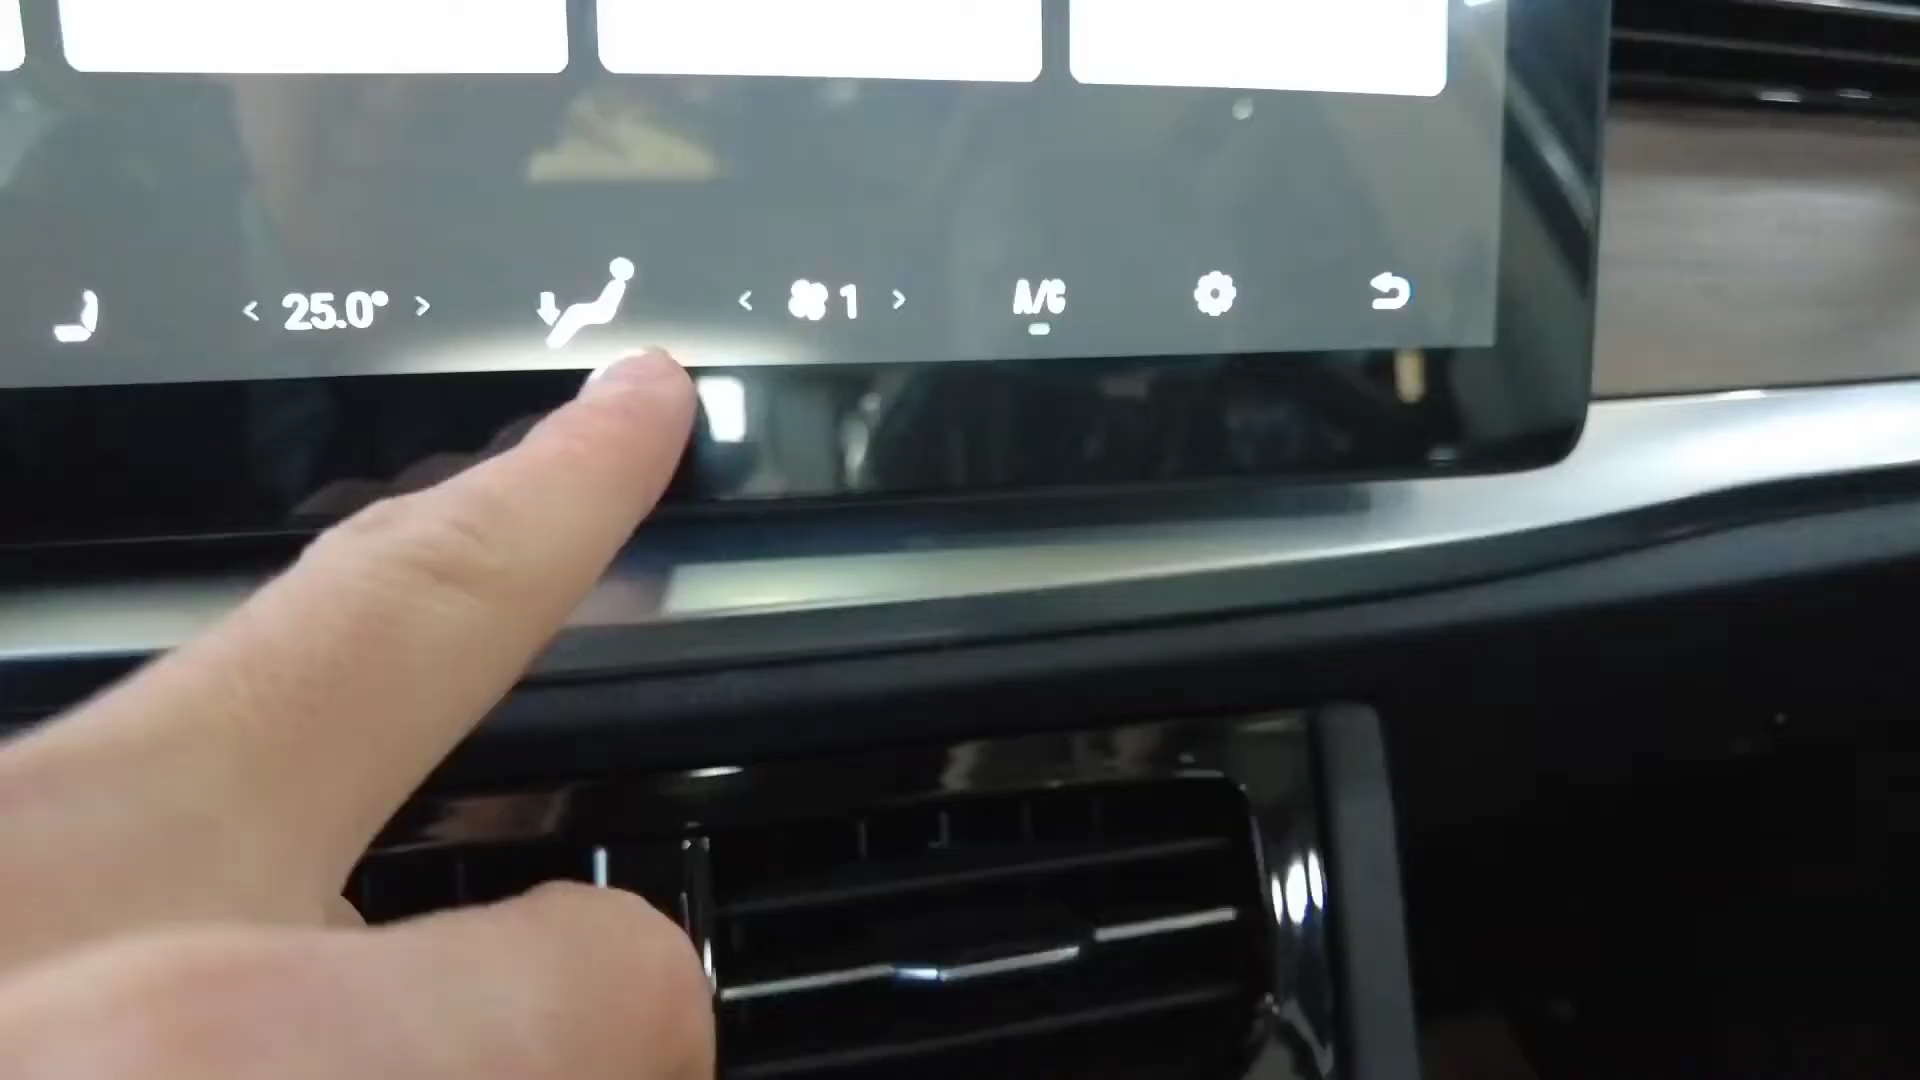 < 25.0° > < 1 > A/C